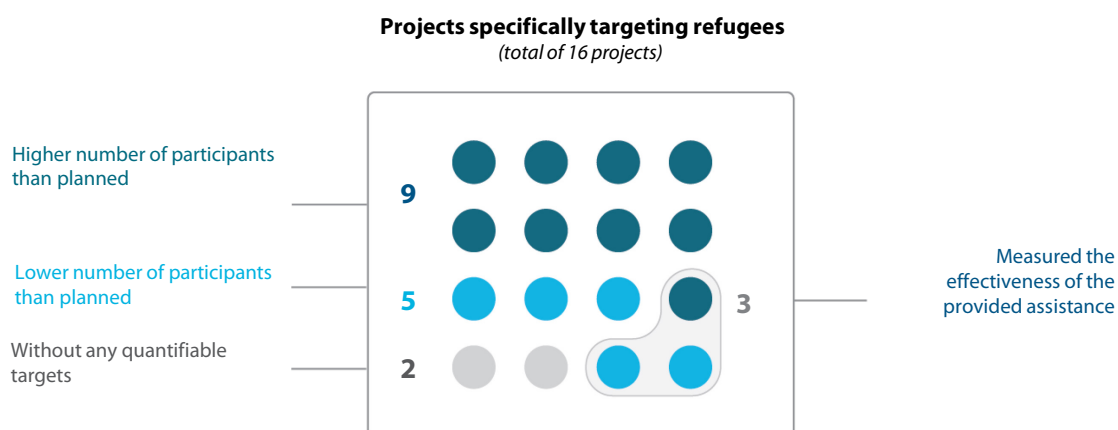 Projects specifically targeting refugees
(total of 16 projects)
Higher number of participants
than planned
9
Lower number of participants
than planned
5
Without any quantifiable
targets
2
3
Measured the
effectiveness of the
provided assistance